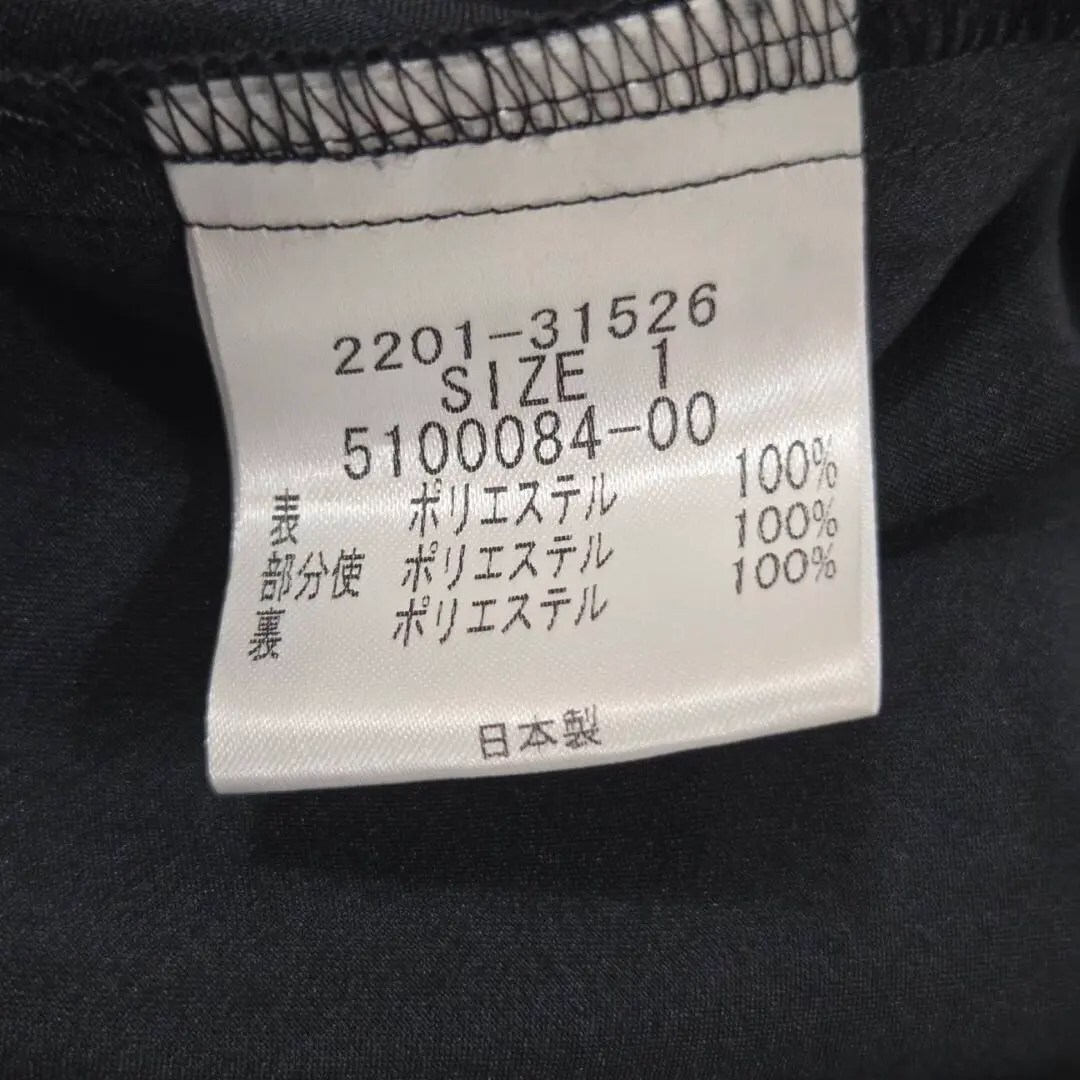 2201-31526
SIZE 1
5100084-00
表 ポリエステル 100%
部分使 ポリエステル 100%
裏 ポリエステル 100%
日本製